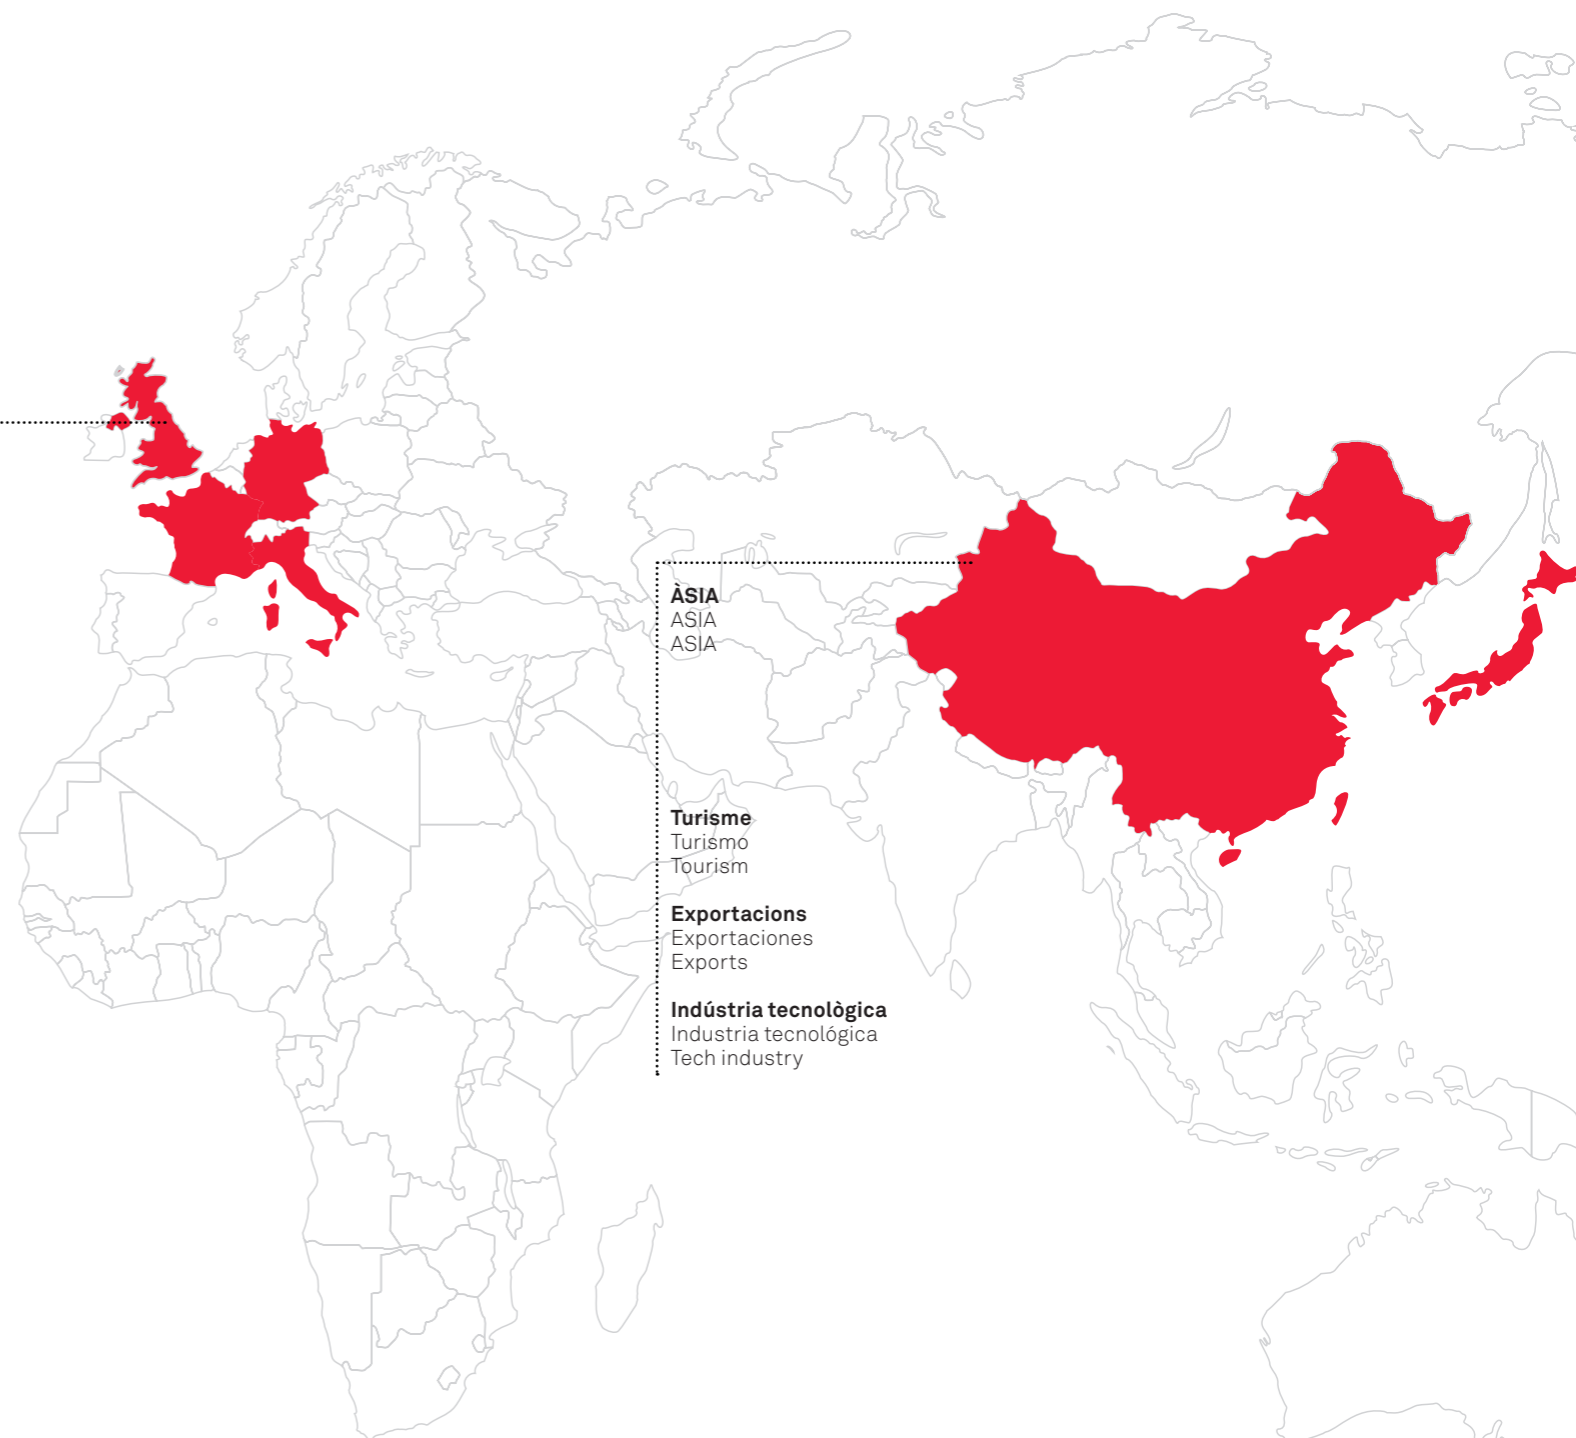 ÀSIA
ASIA
ASIA
Turisme
Turismo
Tourism
Exportacions
Exportaciones
Exports
Indústria tecnològica
Industria tecnológica
Tech industry